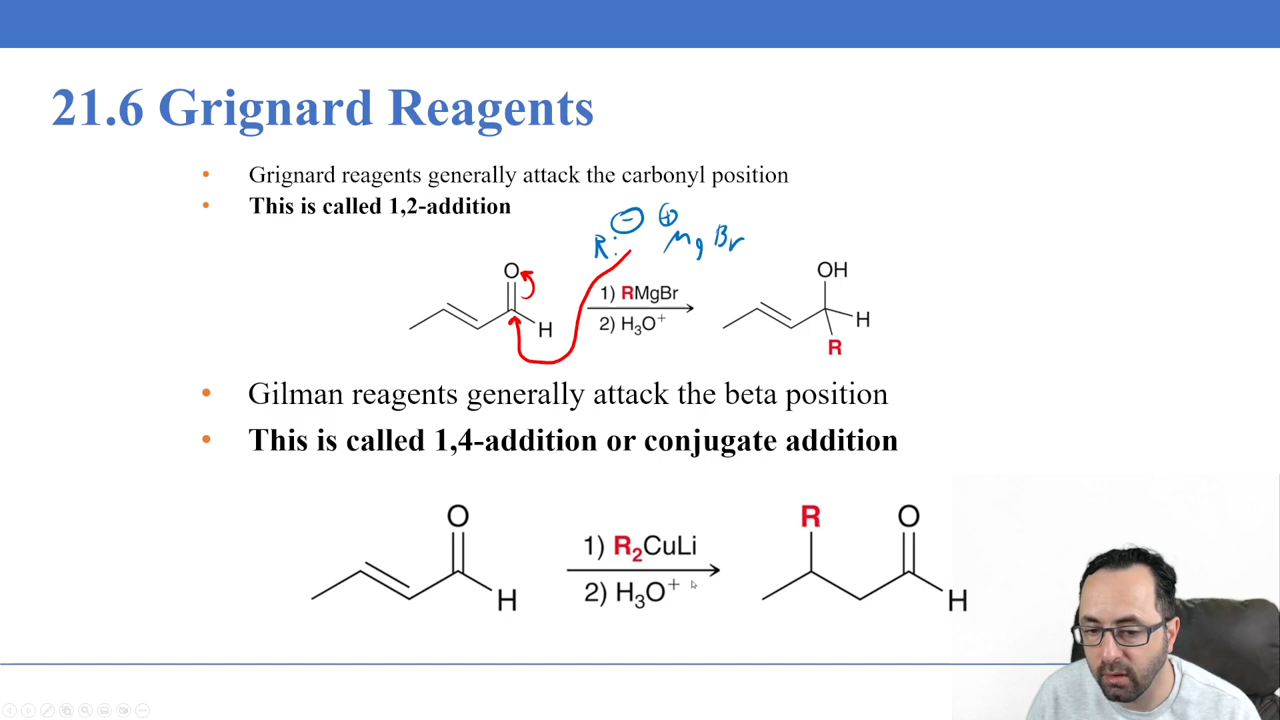 21.6 Grignard Reagents
• Grignard reagents generally attack the carbonyl position
• This is called 1,2-addition
R: ⊖ ⊕ MgBr
O
H
1) RMgBr
2) H₃O⁺
OH
H
R
• Gilman reagents generally attack the beta position
• This is called 1,4-addition or conjugate addition
O
H
1) R₂CuLi
2) H₃O⁺
R
O
H